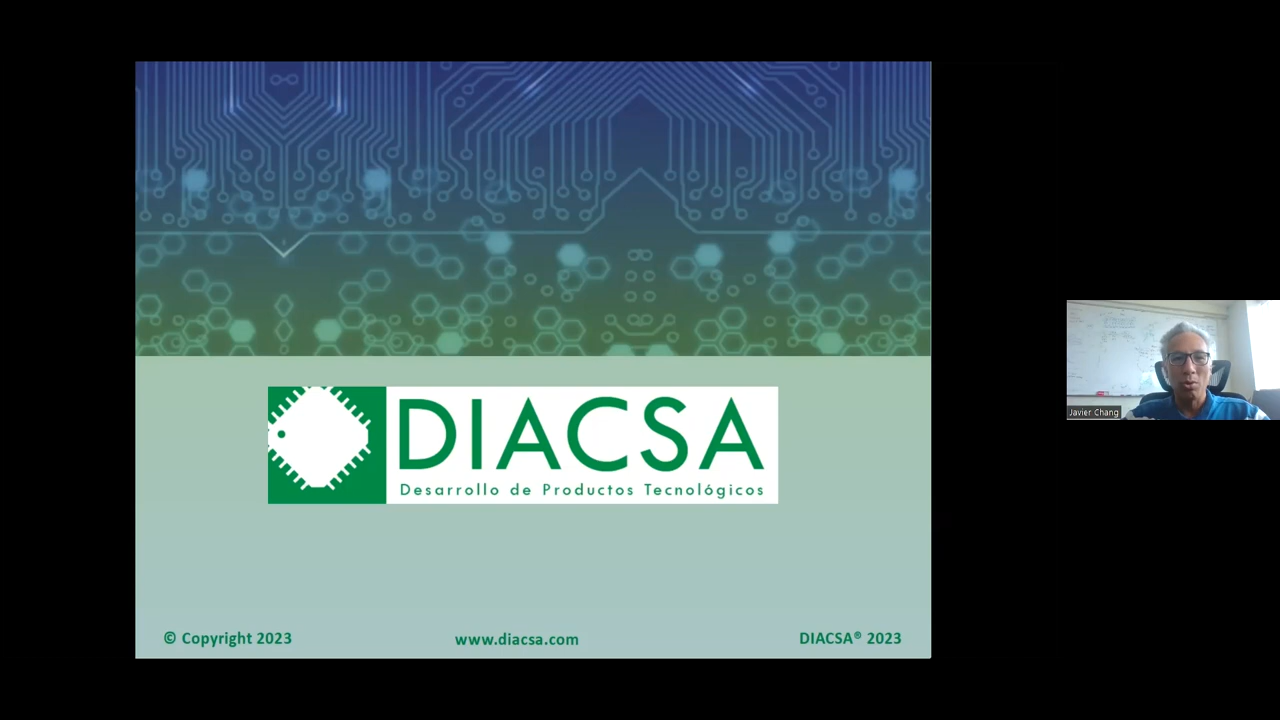 DIACSA
Desarrollo de Productos Tecnológicos
© Copyright 2023
www.diacsa.com
DIACSA® 2023
Javier Chang